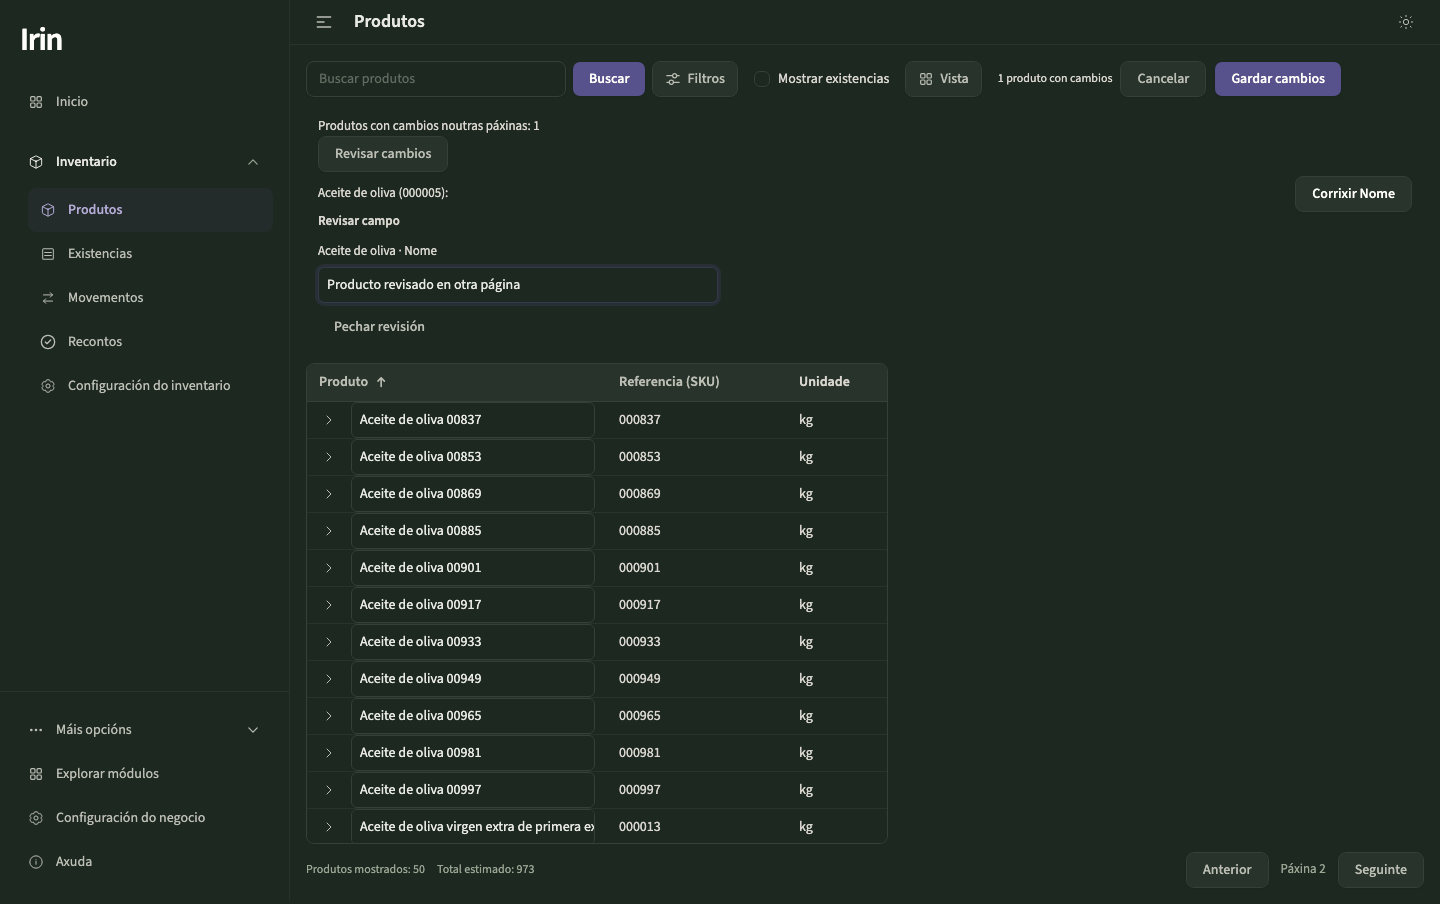 Irin
Produtos
Inicio
Inventario
Produtos
Existencias
Movementos
Recontos
Configuración do inventario
Máis opcións
Explorar módulos
Configuración do negocio
Axuda
Buscar produtos
Buscar
Filtros
Mostrar existencias
Vista
1 produto con cambios
Cancelar
Gardar cambios
Produtos con cambios noutras páxinas: 1
Revisar cambios
Aceite de oliva (000005):
Corrixir Nome
Revisar campo
Aceite de oliva · Nome
Producto revisado en otra página
Pechar revisión
Produto Referencia (SKU) Unidade
Aceite de oliva 00837 000837 kg
Aceite de oliva 00853 000853 kg
Aceite de oliva 00869 000869 kg
Aceite de oliva 00885 000885 kg
Aceite de oliva 00901 000901 kg
Aceite de oliva 00917 000917 kg
Aceite de oliva 00933 000933 kg
Aceite de oliva 00949 000949 kg
Aceite de oliva 00965 000965 kg
Aceite de oliva 00981 000981 kg
Aceite de oliva 00997 000997 kg
Aceite de oliva virgen extra de primera ex 000013 kg
Produtos mostrados: 50 Total estimado: 973
Anterior
Páxina 2
Seguinte